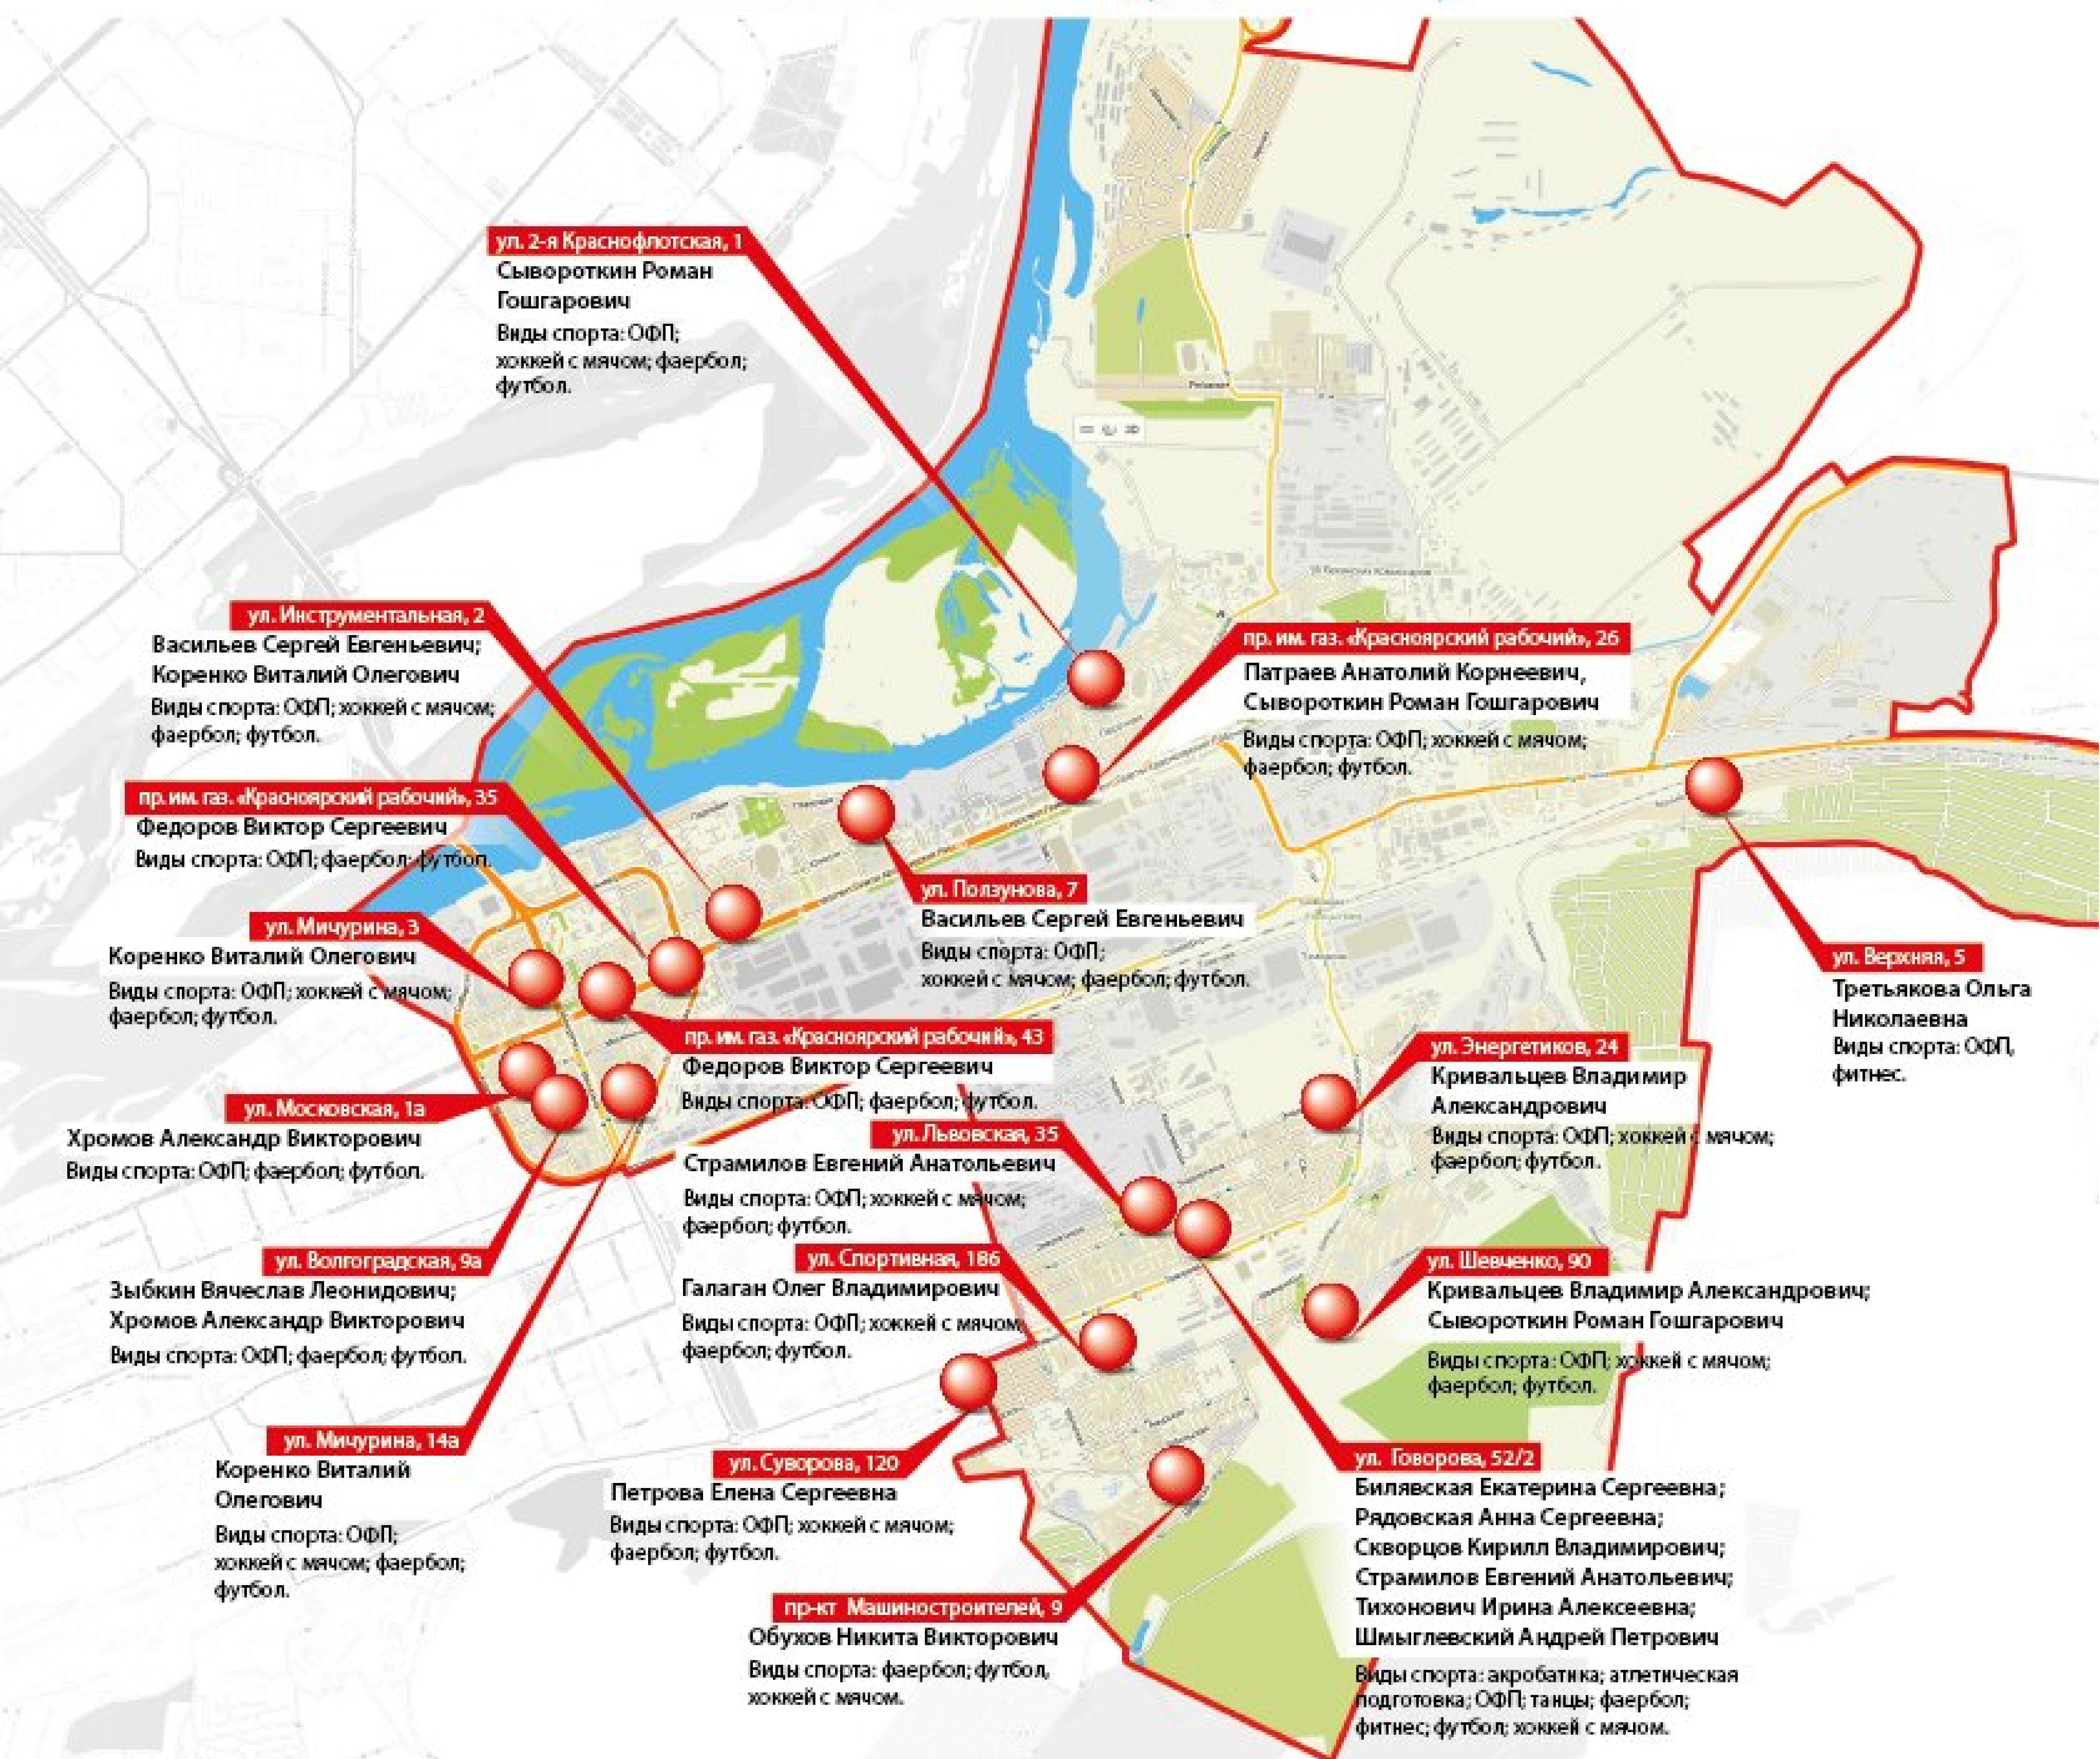 ул. 2-я Краснофлотская, 1
Сывороткин Роман
Гошгарович
Виды спорта: ОФП;
хоккей с мячом; фаербол;
футбол.
ул. Инструментальная, 2
Васильев Сергей Евгеньевич;
Коренко Виталий Олегович
Виды спорта: ОФП; хоккей с мячом;
фаербол; футбол.
пр. им. газ. «Красноярский рабочий», 26
Патраев Анатолий Корнеевич,
Сывороткин Роман Гошгарович
Виды спорта: ОФП; хоккей с мячом;
фаербол; футбол.
пр. им. газ. «Красноярский рабочий», 35
Федоров Виктор Сергеевич
Виды спорта: ОФП; фаербол; футбол.
ул. Ползунова, 7
Васильев Сергей Евгеньевич
Виды спорта: ОФП;
хоккей с мячом; фаербол; футбол.
ул. Мичурина, 3
Коренко Виталий Олегович
Виды спорта: ОФП; хоккей с мячом;
фаербол; футбол.
ул. Верхняя, 5
Третьякова Ольга
Николаевна
Виды спорта: ОФП,
фитнес.
пр. им. газ. «Красноярский рабочий», 43
Федоров Виктор Сергеевич
Виды спорта: ОФП; фаербол; футбол.
ул. Энергетиков, 24
Кривальцев Владимир
Александрович
Виды спорта: ОФП; хоккей с мячом;
фаербол; футбол.
ул. Московская, 1а
Хромов Александр Викторович
Виды спорта: ОФП; фаербол; футбол.
ул. Львовская, 35
Страмилов Евгений Анатольевич
Виды спорта: ОФП; хоккей с мячом;
фаербол; футбол.
ул. Волгоградская, 9а
Зыбкин Вячеслав Леонидович;
Хромов Александр Викторович
Виды спорта: ОФП; фаербол; футбол.
ул. Спортивная, 186
Галаган Олег Владимирович
Виды спорта: ОФП; хоккей с мячом,
фаербол; футбол.
ул. Шевченко, 90
Кривальцев Владимир Александрович;
Сывороткин Роман Гошгарович
Виды спорта: ОФП; хоккей с мячом;
фаербол; футбол.
ул. Мичурина, 14а
Коренко Виталий
Олегович
Виды спорта: ОФП;
хоккей с мячом; фаербол;
футбол.
ул. Суворова, 120
Петрова Елена Сергеевна
Виды спорта: ОФП; хоккей с мячом;
фаербол; футбол.
ул. Говорова, 52/2
Билявская Екатерина Сергеевна;
Рядовская Анна Сергеевна;
Скворцов Кирилл Владимирович;
Страмилов Евгений Анатольевич;
Тихонович Ирина Алексеевна;
Шмыглевский Андрей Петрович
Виды спорта: акробатика; атлетическая
подготовка; ОФП; танцы; фаербол;
фитнес; футбол; хоккей с мячом.
пр-кт Машиностроителей, 9
Обухов Никита Викторович
Виды спорта: фаербол; футбол,
хоккей с мячом.